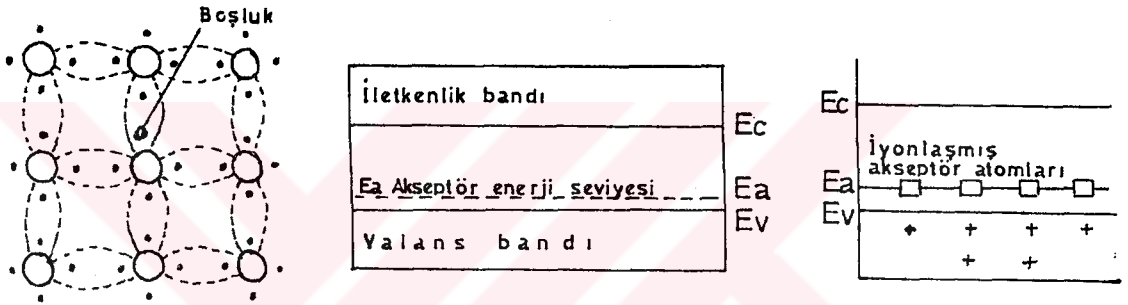 Boşluk
İletkenlik bandı
Ec
Ea Akseptör enerji seviyesi
Ea
Ev
Valans bandı
Ec
İyonlaşmış
akseptör atomları
Ea
Ev
+ + + +
+ +